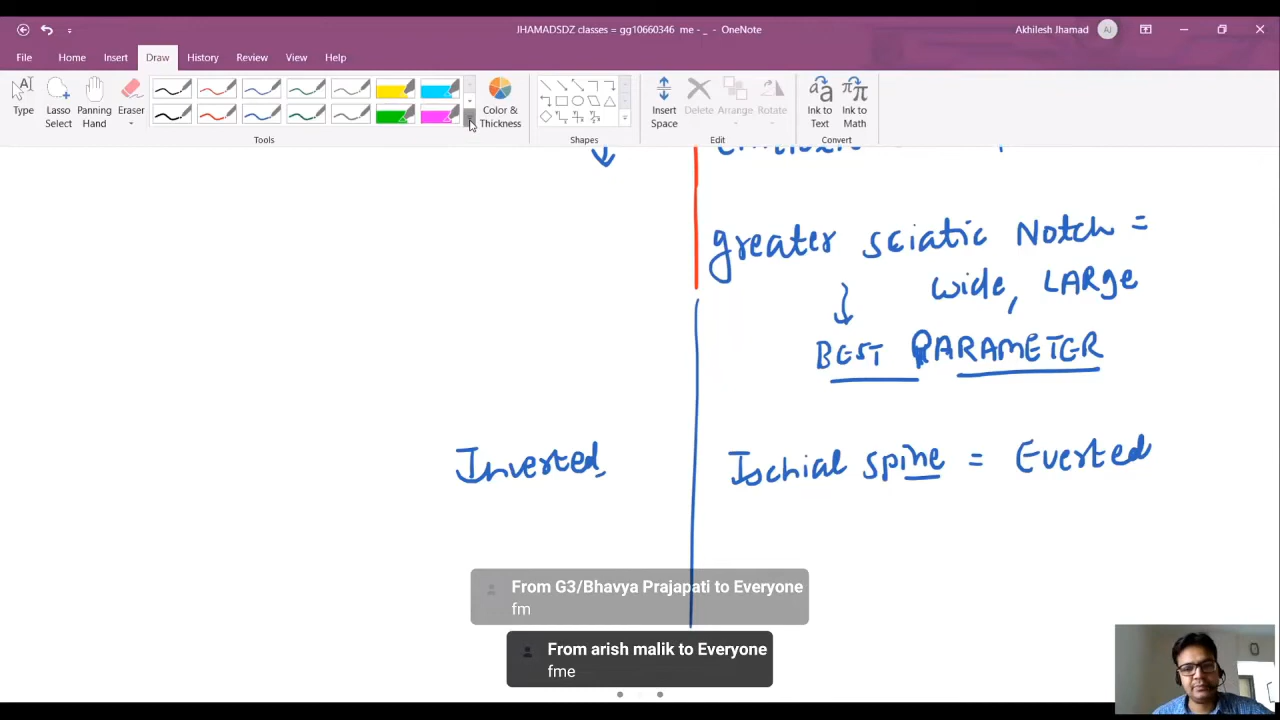 JHAMADSDZ classes = gg10660346 me - _ - OneNote
Akhilesh Jhamad
AJ
File Home Insert Draw History Review View Help
Type
Lasso Select
Panning Hand
Eraser
Color & Thickness
Insert Space
Delete
Arrange
Rotate
Ink to Text
Ink to Math
Tools
Shapes
Edit
Convert
greater sciatic Notch =
wide, LARge
BEST PARAMETER
Inverted
Ischial spine = Everted
From G3/Bhavya Prajapati to Everyone
fm
From arish malik to Everyone
fme